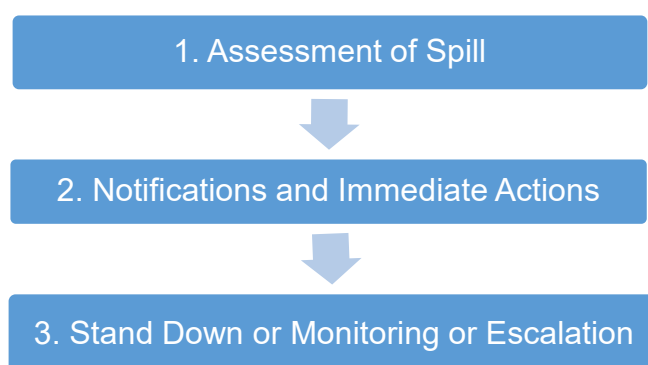 1. Assessment of Spill
2. Notifications and Immediate Actions
3. Stand Down or Monitoring or Escalation